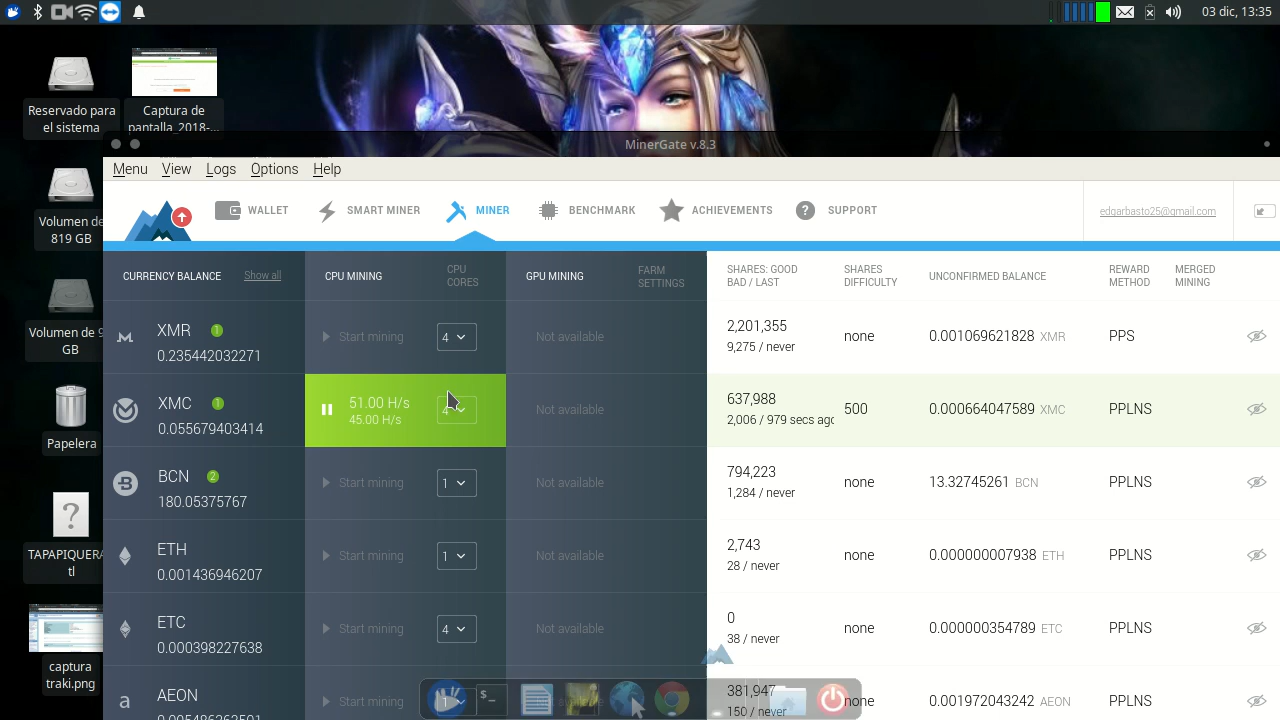 03 dic, 13:35
Reservado para
el sistema
Captura de
pantalla_2018-...
Volumen de
819 GB
Volumen de 9
GB
Papelera
TAPAPIQUERA
tl
captura
traki.png
MinerGate v.8.3
Menu View Logs Options Help
WALLET SMART MINER MINER BENCHMARK ACHIEVEMENTS ? SUPPORT
edgarbasto25@gmail.com
CURRENCY BALANCE Show all CPU MINING CPU CORES GPU MINING FARM SETTINGS SHARES: GOOD BAD / LAST SHARES DIFFICULTY UNCONFIRMED BALANCE REWARD METHOD MERGED MINING
XMR 1
0.235442032271
Start mining 4 Not available
2,201,355
9,275 / never
none 0.001069621828 XMR PPS
XMC 1
0.055679403414
51.00 H/s
45.00 H/s
4 Not available
637,988
2,006 / 979 secs ago
500 0.000664047589 XMC PPLNS
BCN 2
180.05375767
Start mining 1 Not available
794,223
1,284 / never
none 13.32745261 BCN PPLNS
ETH
0.001436946207
Start mining 1 Not available
2,743
28 / never
none 0.000000007938 ETH PPLNS
ETC
0.000398227638
Start mining 4 Not available
0
38 / never
none 0.000000354789 ETC PPLNS
a AEON
Start mining 1
381,947
150 / never
none 0.001972043242 AEON PPLNS